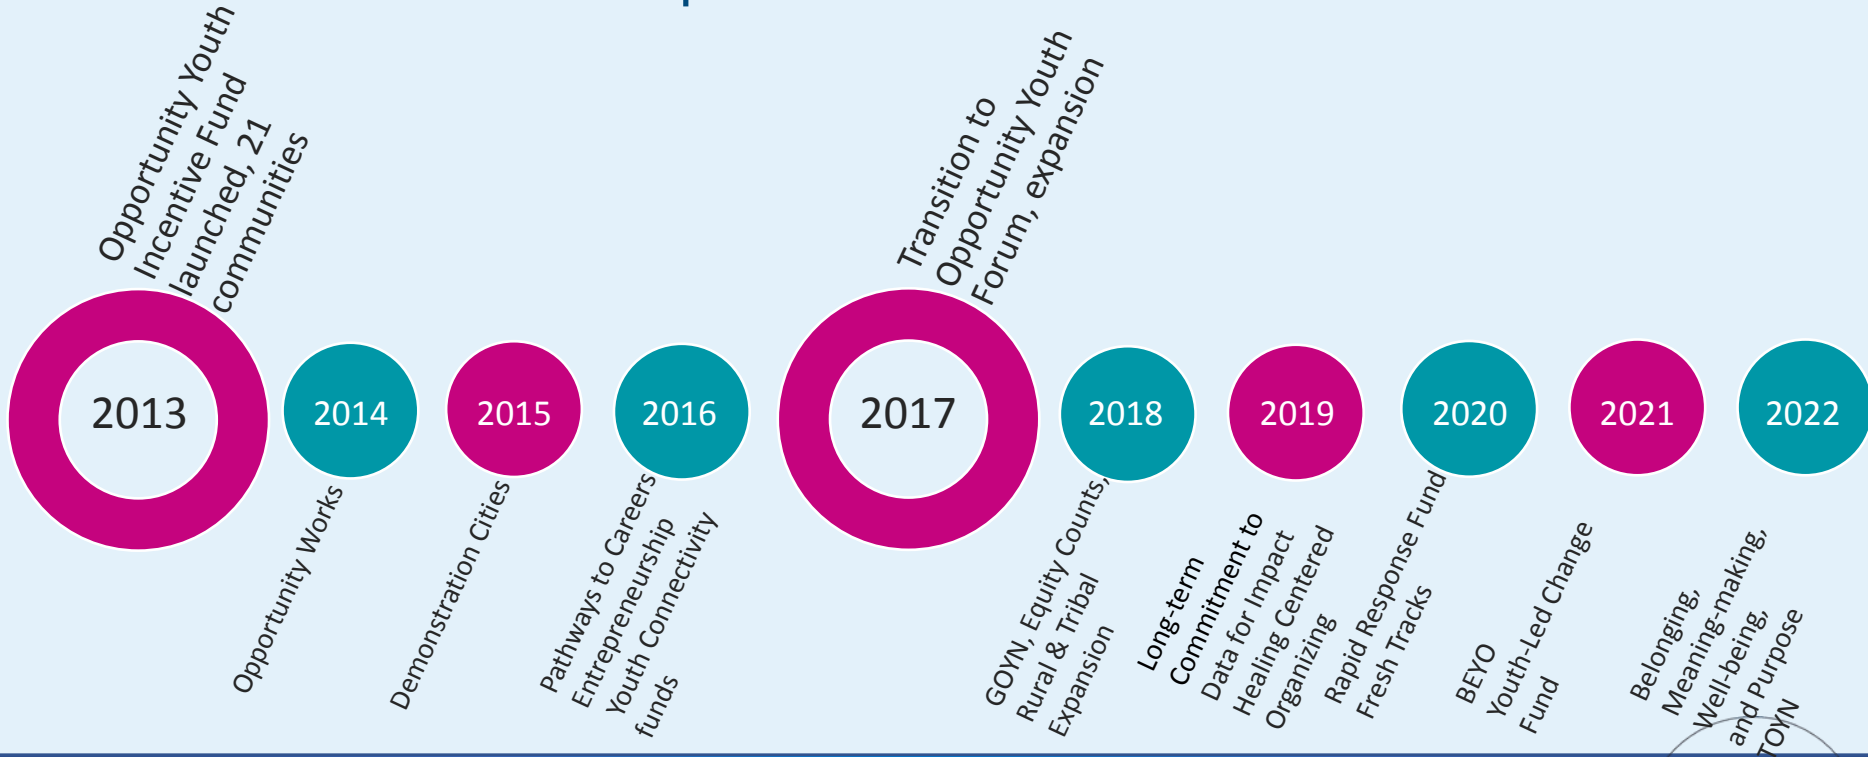 Opportunity Youth
Incentive Fund
launched, 21
communities
2013
2014
Opportunity Works
2015
Demonstration Cities
2016
Pathways to Careers
Entrepreneurship
Youth Connectivity
funds
Transition to
Opportunity Youth
Forum, expansion
2017
2018
GOYN, Equity Counts,
Rural & Tribal
Expansion
2019
Long-term
Commitment to
Data for Impact
Healing Centered
Organizing
2020
Rapid Response Fund
Fresh Tracks
2021
BEYO
Youth-Led Change
Fund
2022
Belonging,
Meaning-making,
Well-being,
and Purpose
TOYN